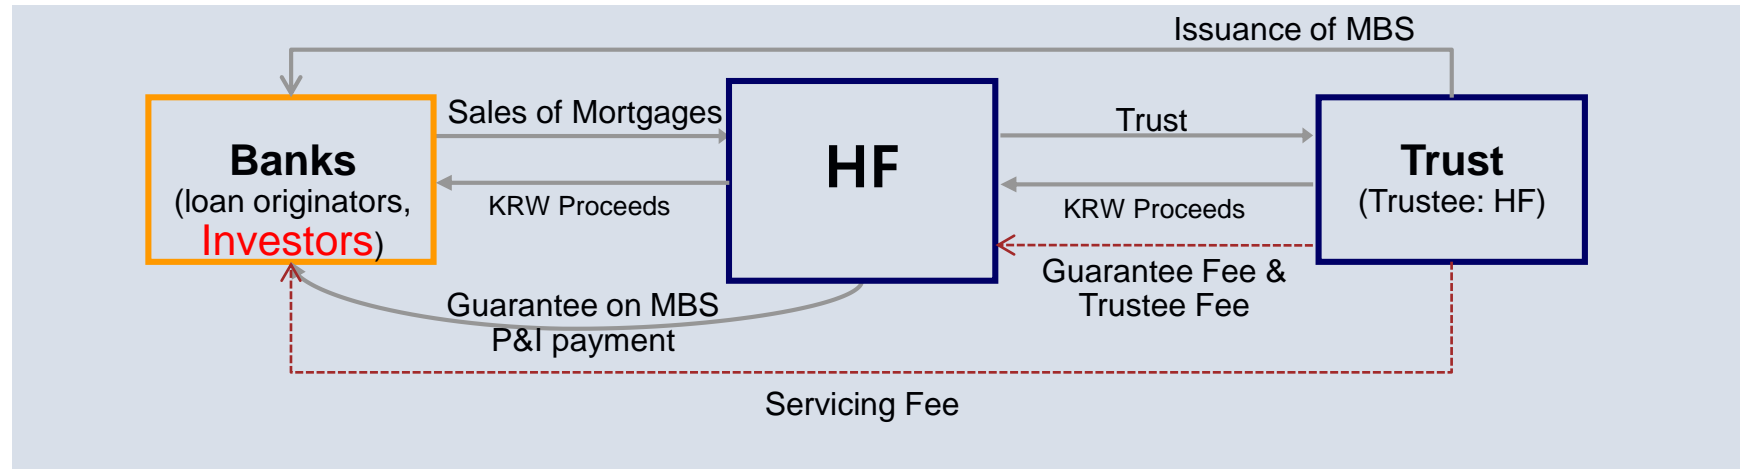 Issuance of MBS
Sales of Mortgages
Banks
(loan originators,
Investors)
KRW Proceeds
HF
Trust
KRW Proceeds
Trust
(Trustee: HF)
Guarantee Fee &
Trustee Fee
Guarantee on MBS
P&I payment
Servicing Fee